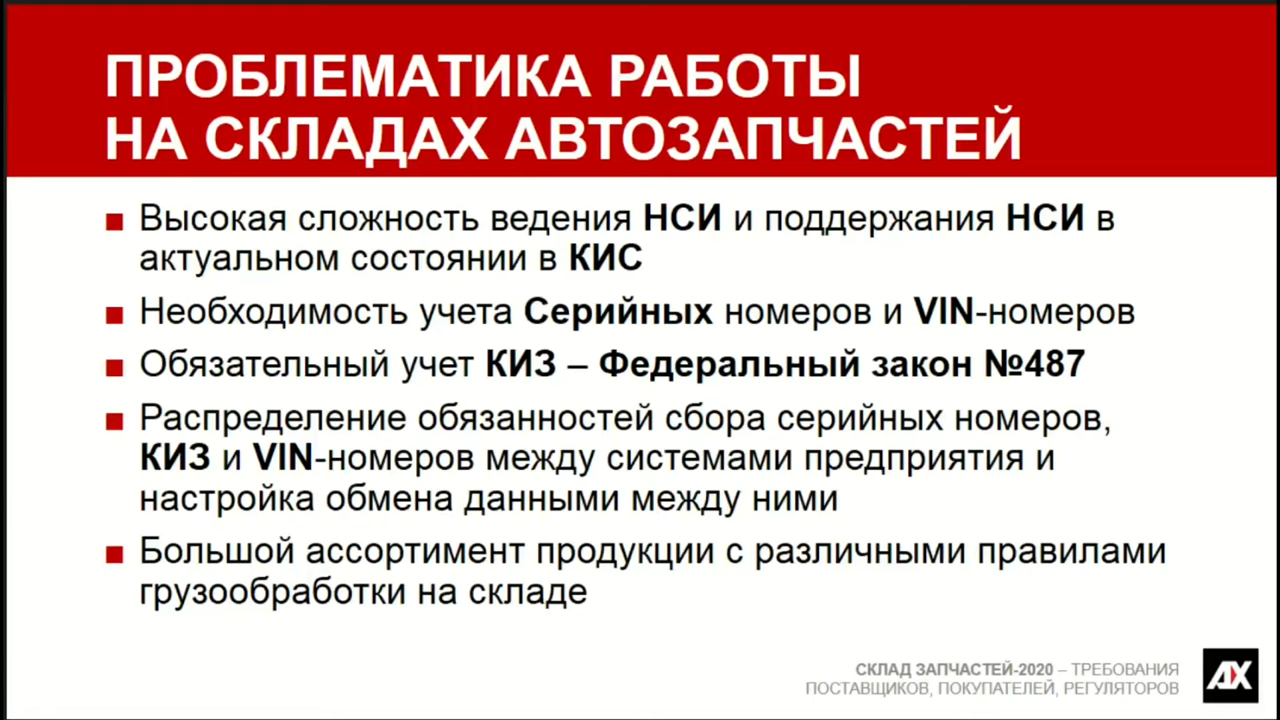 ПРОБЛЕМАТИКА РАБОТЫ
НА СКЛАДАХ АВТОЗАПЧАСТЕЙ
Высокая сложность ведения НСИ и поддержания НСИ в
актуальном состоянии в КИС
Необходимость учета Серийных номеров и VIN-номеров
Обязательный учет КИЗ – Федеральный закон №487
Распределение обязанностей сбора серийных номеров,
КИЗ и VIN-номеров между системами предприятия и
настройка обмена данными между ними
Большой ассортимент продукции с различными правилами
грузообработки на складе
СКЛАД ЗАПЧАСТЕЙ-2020 – ТРЕБОВАНИЯ
ПОСТАВЩИКОВ, ПОКУПАТЕЛЕЙ, РЕГУЛЯТОРОВ
AX